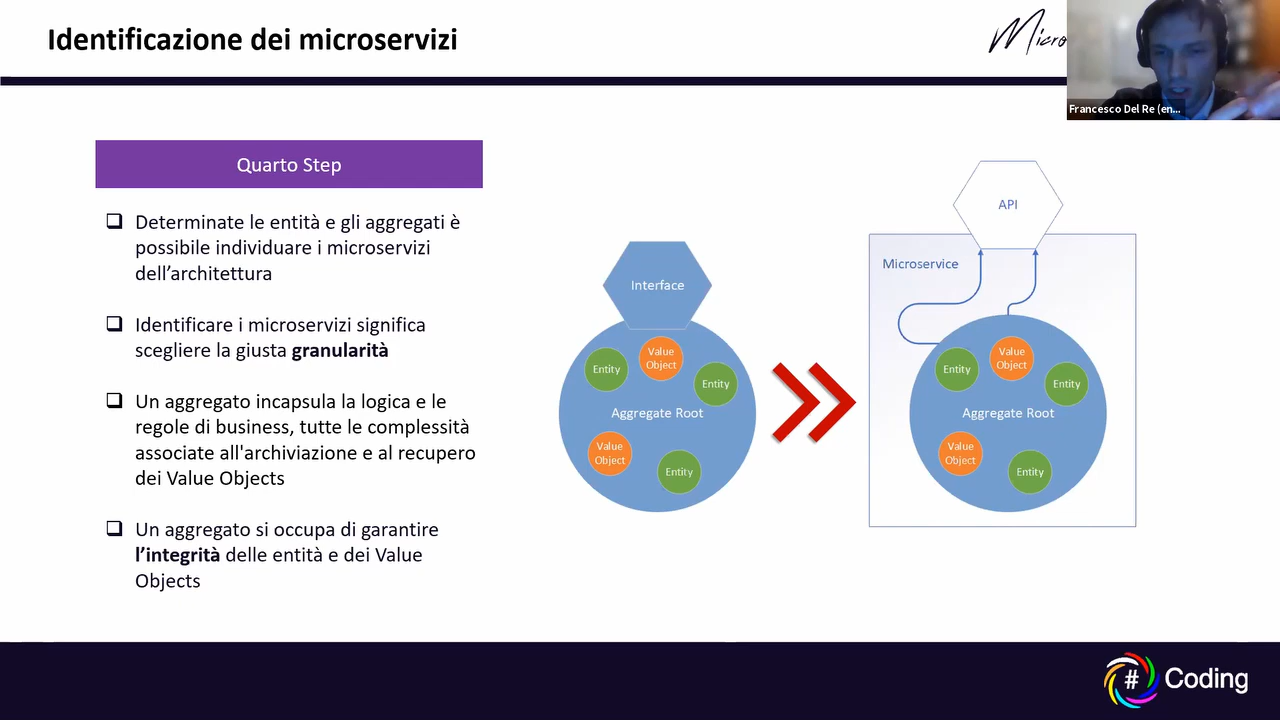 Identificazione dei microservizi
Micro
Francesco Del Re (en...
Quarto Step
Determinate le entità e gli aggregati è
possibile individuare i microservizi
dell'architettura
Identificare i microservizi significa
scegliere la giusta granularità
Un aggregato incapsula la logica e le
regole di business, tutte le complessità
associate all'archiviazione e al recupero
dei Value Objects
Un aggregato si occupa di garantire
l'integrità delle entità e dei Value
Objects
Interface
Entity
Value
Object
Entity
Aggregate Root
Value
Object
Entity
API
Microservice
Entity
Value
Object
Entity
Aggregate Root
Value
Object
Entity
# Coding